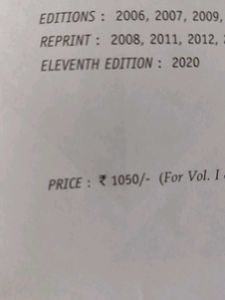 EDITIONS : 2006, 2007, 2009,
REPRINT : 2008, 2011, 2012,
ELEVENTH EDITION : 2020
PRICE : ₹ 1050/- (For Vol. I